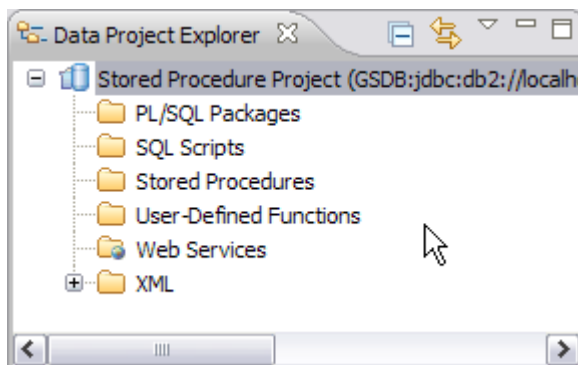 Data Project Explorer
Stored Procedure Project (GSDB:jdbc:db2://localh
PL/SQL Packages
SQL Scripts
Stored Procedures
User-Defined Functions
Web Services
XML